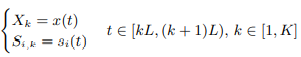 X_k = x(t)
S_{i,k} = s_i(t)
t ∈ [kL, (k + 1)L), k ∈ [1, K]